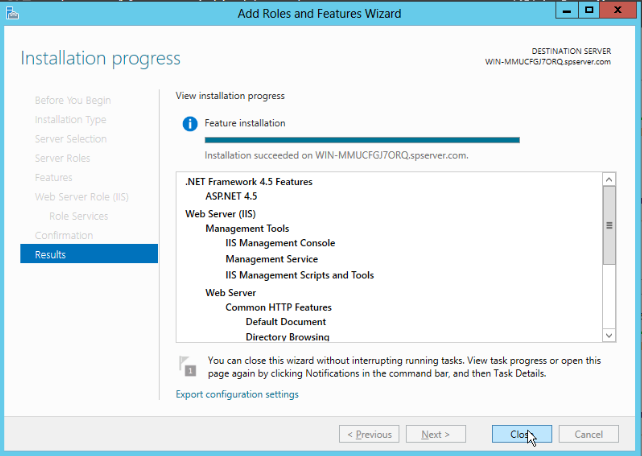 Add Roles and Features Wizard
Installation progress
DESTINATION SERVER
WIN-MMUCFGJ7ORQ.spserver.com
Before You Begin
Installation Type
Server Selection
Server Roles
Features
Web Server Role (IIS)
Role Services
Confirmation
Results
View installation progress
Feature installation
Installation succeeded on WIN-MMUCFGJ7ORQ.spserver.com.
.NET Framework 4.5 Features
ASP.NET 4.5
Web Server (IIS)
Management Tools
IIS Management Console
Management Service
IIS Management Scripts and Tools
Web Server
Common HTTP Features
Default Document
Directory Browsing
1
You can close this wizard without interrupting running tasks. View task progress or open this
page again by clicking Notifications in the command bar, and then Task Details.
Export configuration settings
< Previous
Next >
Close
Cancel